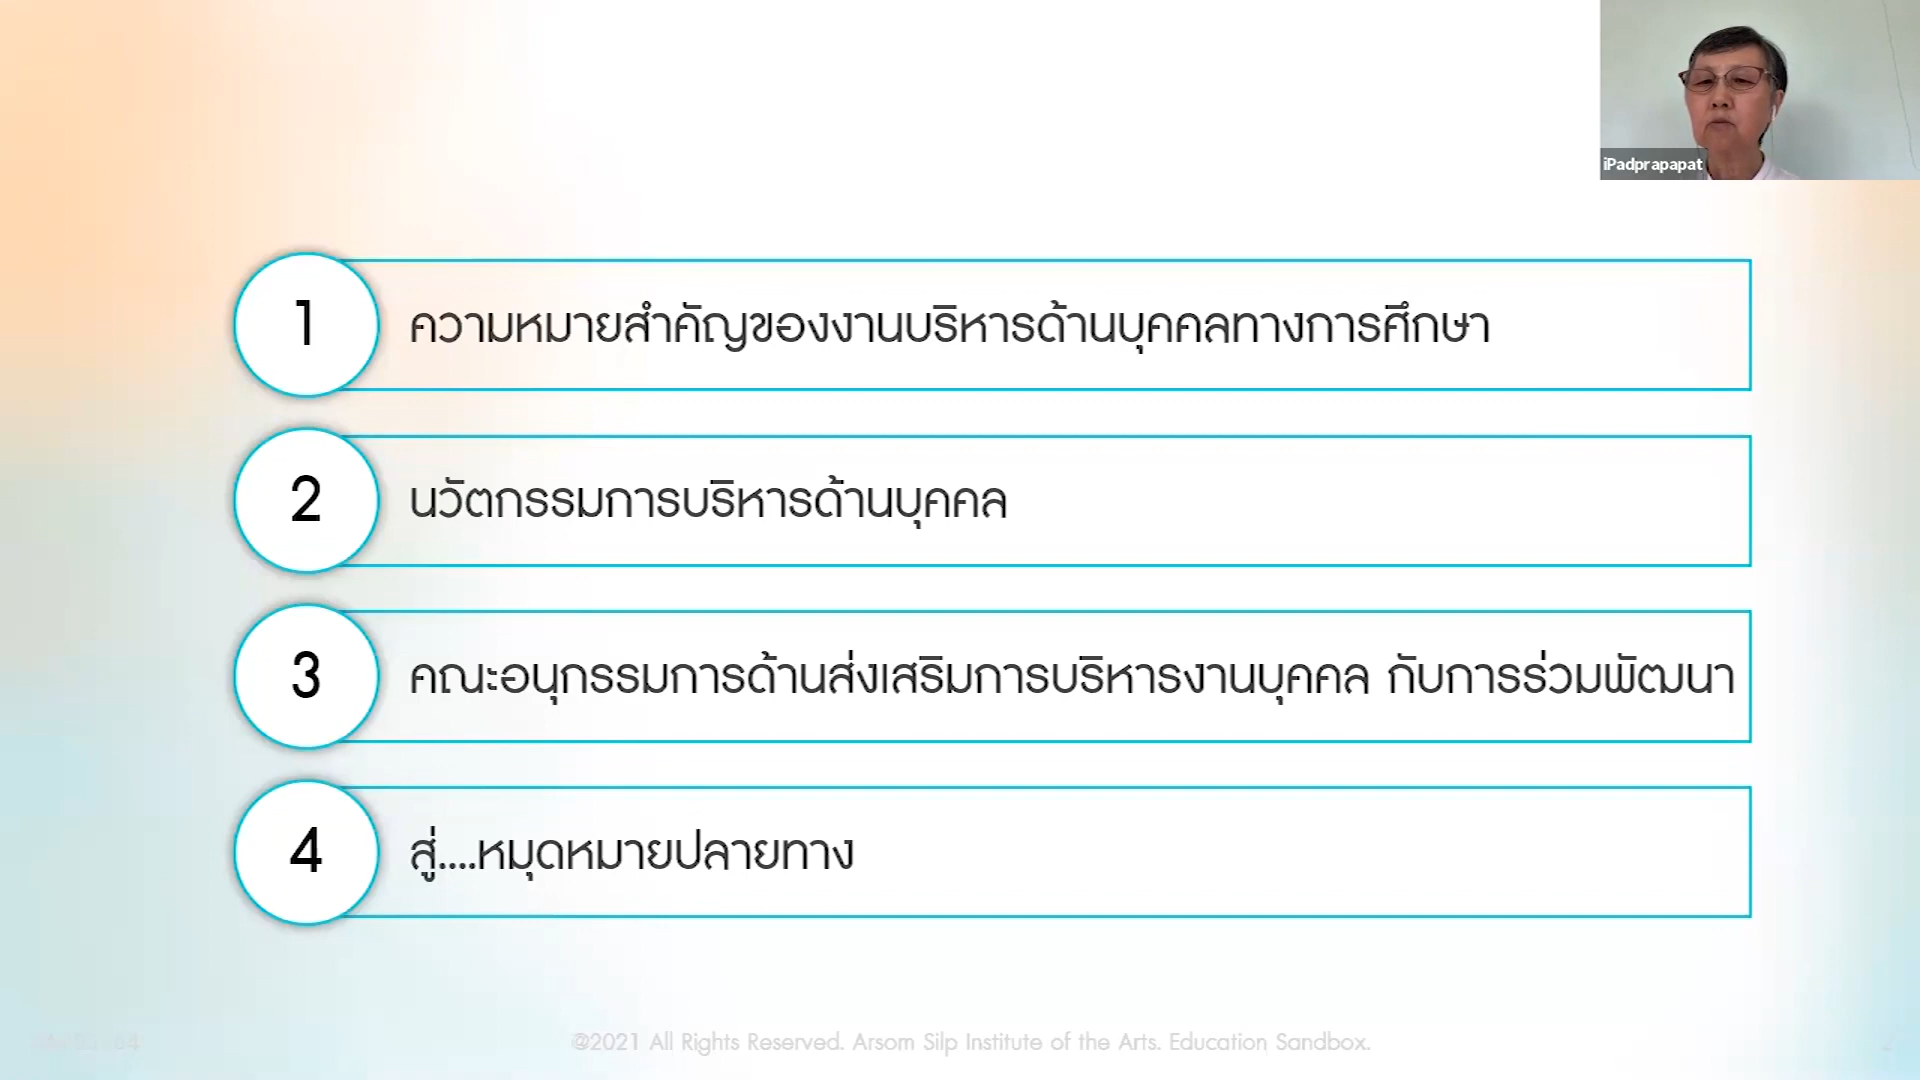 iPadprapapat
1
ความหมายสำคัญของงานบริหารด้านบุคคลทางการศึกษา
2
นวัตกรรมการบริหารด้านบุคคล
3
คณะอนุกรรมการด้านส่งเสริมการบริหารงานบุคคล กับการร่วมพัฒนา
4
สู่....หมุดหมายปลายทาง
@2021 All Rights Reserved. Arsom Silp Institute of the Arts. Education Sandbox.